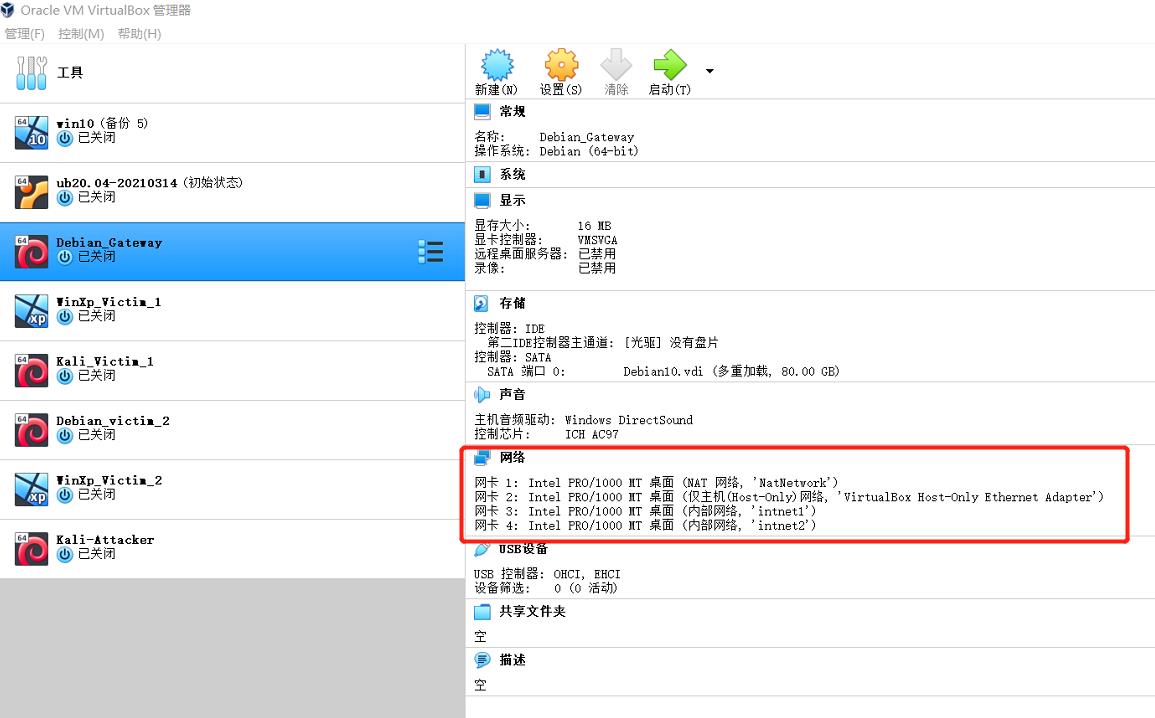 Oracle VM VirtualBox 管理器
管理(F) 控制(M) 帮助(H)
工具
64 10 win10 (备份 5)
已关闭
64 ub20.04-20210314 (初始状态)
已关闭
64 Debian_Gateway
已关闭
xp WinXp_Victim_1
已关闭
64 Kali_Victim_1
已关闭
64 Debian_victim_2
已关闭
xp WinXp_Victim_2
已关闭
64 Kali-Attacker
已关闭
新建(N) 设置(S) 清除 启动(T)
常规
名称: Debian_Gateway
操作系统: Debian (64-bit)
系统
显示
显存大小: 16 MB
显卡控制器: VMSVGA
远程桌面服务器: 已禁用
录像: 已禁用
存储
控制器: IDE
第二IDE控制器主通道: [光驱] 没有盘片
控制器: SATA
SATA 端口 0: Debian10.vdi (多重加载, 80.00 GB)
声音
主机音频驱动: Windows DirectSound
控制芯片: ICH AC97
网络
网卡 1: Intel PRO/1000 MT 桌面 (NAT 网络, 'NatNetwork')
网卡 2: Intel PRO/1000 MT 桌面 (仅主机(Host-Only)网络, 'VirtualBox Host-Only Ethernet Adapter')
网卡 3: Intel PRO/1000 MT 桌面 (内部网络, 'intnet1')
网卡 4: Intel PRO/1000 MT 桌面 (内部网络, 'intnet2')
USB设备
USB 控制器: OHCI, EHCI
设备筛选: 0 (0 活动)
共享文件夹
空
描述
空